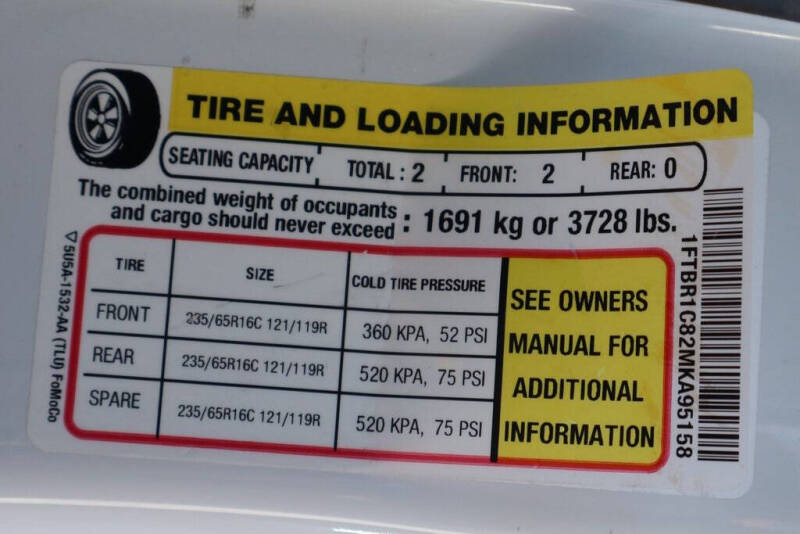 TIRE AND LOADING INFORMATION
SEATING CAPACITY TOTAL : 2 FRONT: 2 REAR: 0
The combined weight of occupants
and cargo should never exceed : 1691 kg or 3728 lbs.
TIRE SIZE COLD TIRE PRESSURE
FRONT 235/65R16C 121/119R 360 KPA, 52 PSI
REAR 235/65R16C 121/119R 520 KPA, 75 PSI
SPARE 235/65R16C 121/119R 520 KPA, 75 PSI
SEE OWNERS
MANUAL FOR
ADDITIONAL
INFORMATION
1FTBR1C82MKA95158
▽5U5A-1532-AA (TLU) FoMoCo